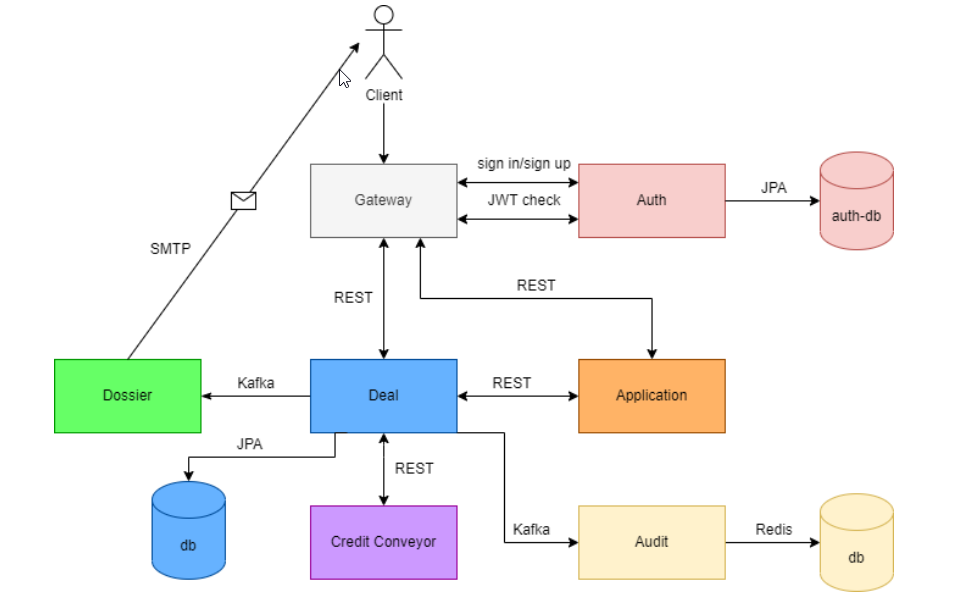 Client
sign in/sign up
Gateway
JWT check
Auth
JPA
auth-db
SMTP
REST
REST
Dossier
Kafka
Deal
REST
Application
JPA
REST
db
Credit Conveyor
Kafka
Audit
Redis
db